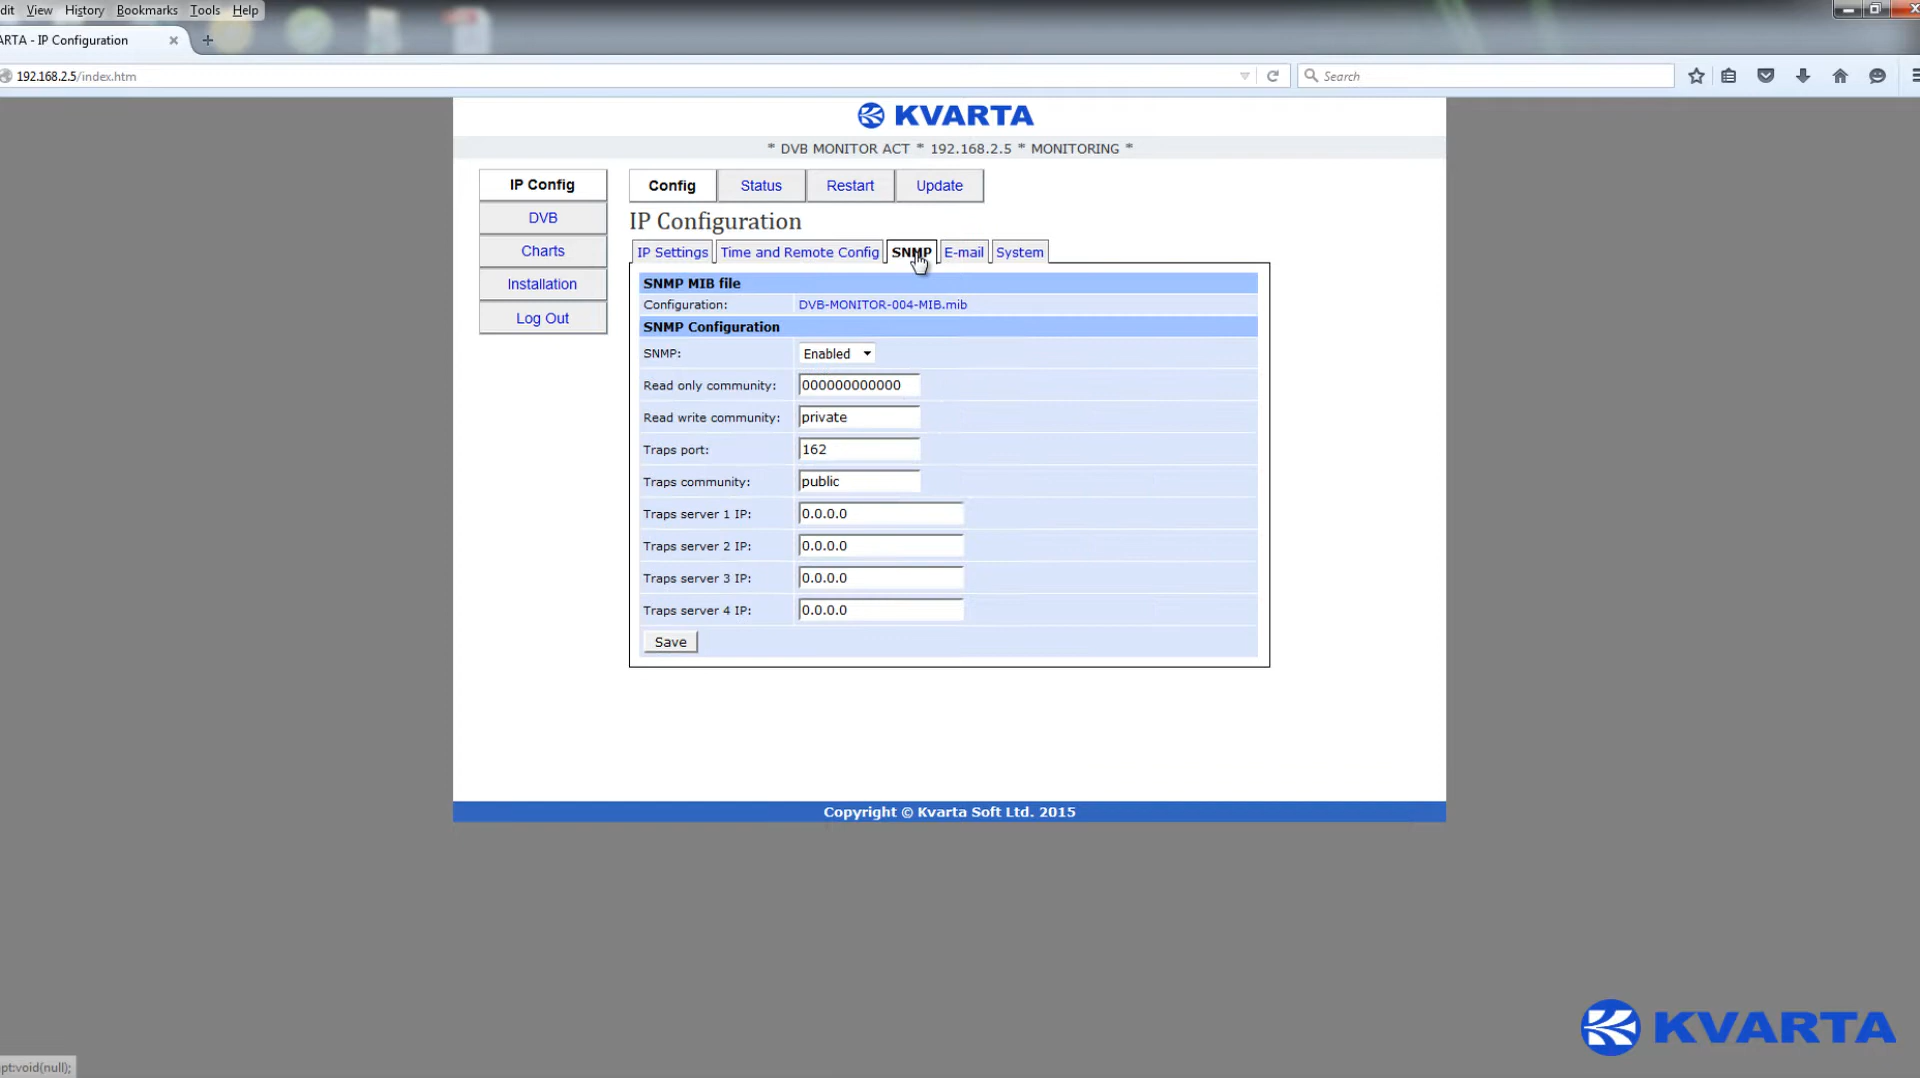 dit View History Bookmarks Tools Help
ARTA - IP Configuration
192.168.2.5/index.htm
Search
KVARTA
* DVB MONITOR ACT * 192.168.2.5 * MONITORING *
IP Config Config Status Restart Update
DVB IP Configuration
Charts IP Settings Time and Remote Config SNMP E-mail System
Installation SNMP MIB file
Configuration: DVB-MONITOR-004-MIB.mib
Log Out SNMP Configuration
SNMP: Enabled
Read only community: 000000000000
Read write community: private
Traps port: 162
Traps community: public
Traps server 1 IP: 0.0.0.0
Traps server 2 IP: 0.0.0.0
Traps server 3 IP: 0.0.0.0
Traps server 4 IP: 0.0.0.0
Save
Copyright © Kvarta Soft Ltd. 2015
KVARTA
pt:void(null);